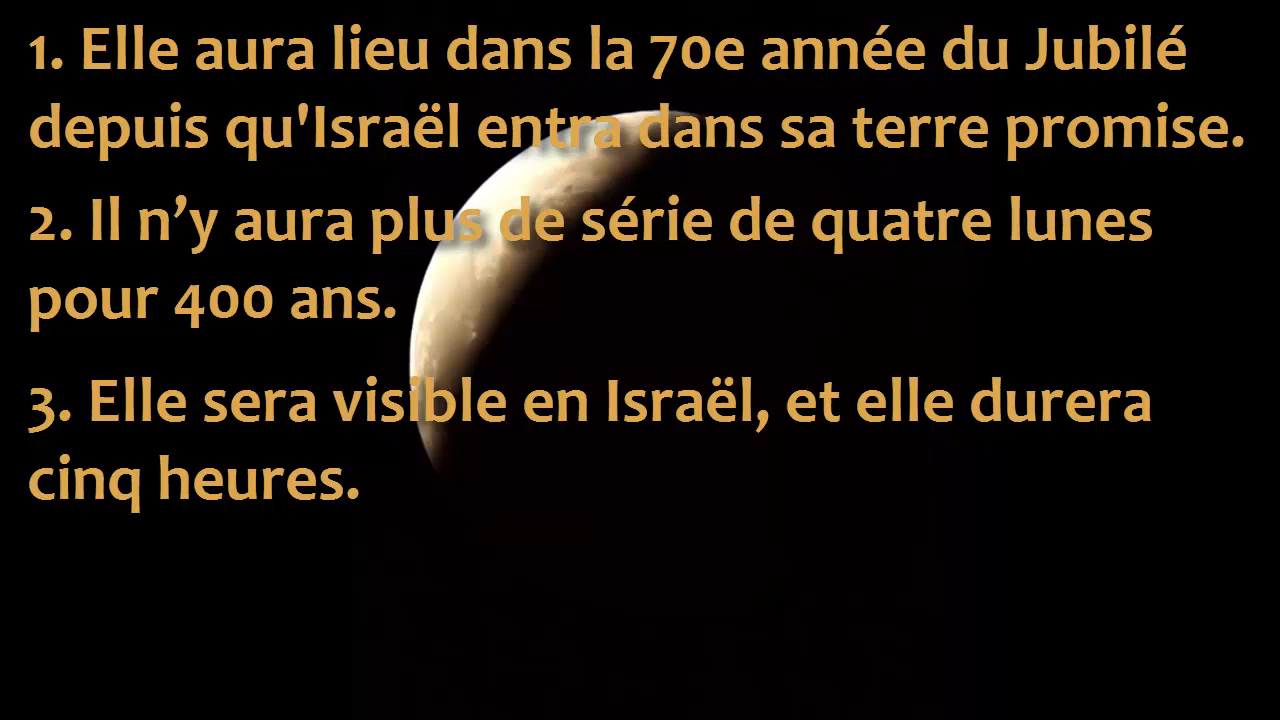 1. Elle aura lieu dans la 70e année du Jubilé
depuis qu'Israël entra dans sa terre promise.
2. Il n’y aura plus de série de quatre lunes
pour 400 ans.
3. Elle sera visible en Israël, et elle durera
cinq heures.